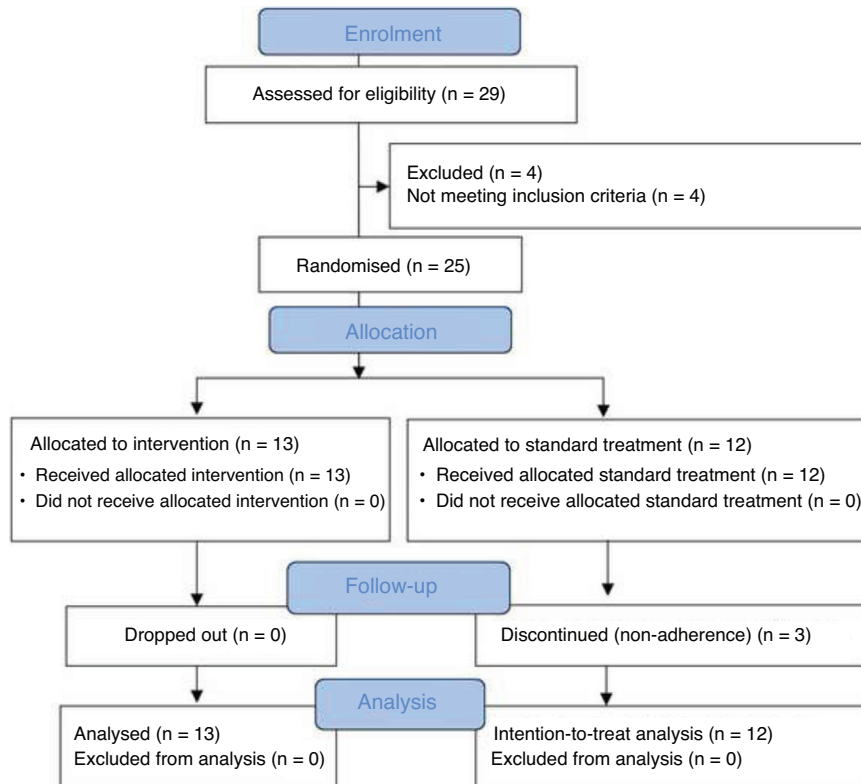 Enrolment
Assessed for eligibility (n = 29)
Excluded (n = 4)
Not meeting inclusion criteria (n = 4)
Randomised (n = 25)
Allocation
Allocated to intervention (n = 13)
• Received allocated intervention (n = 13)
• Did not receive allocated intervention (n = 0)
Allocated to standard treatment (n = 12)
• Received allocated standard treatment (n = 12)
• Did not receive allocated standard treatment (n = 0)
Follow-up
Dropped out (n = 0)
Discontinued (non-adherence) (n = 3)
Analysis
Analysed (n = 13)
Excluded from analysis (n = 0)
Intention-to-treat analysis (n = 12)
Excluded from analysis (n = 0)